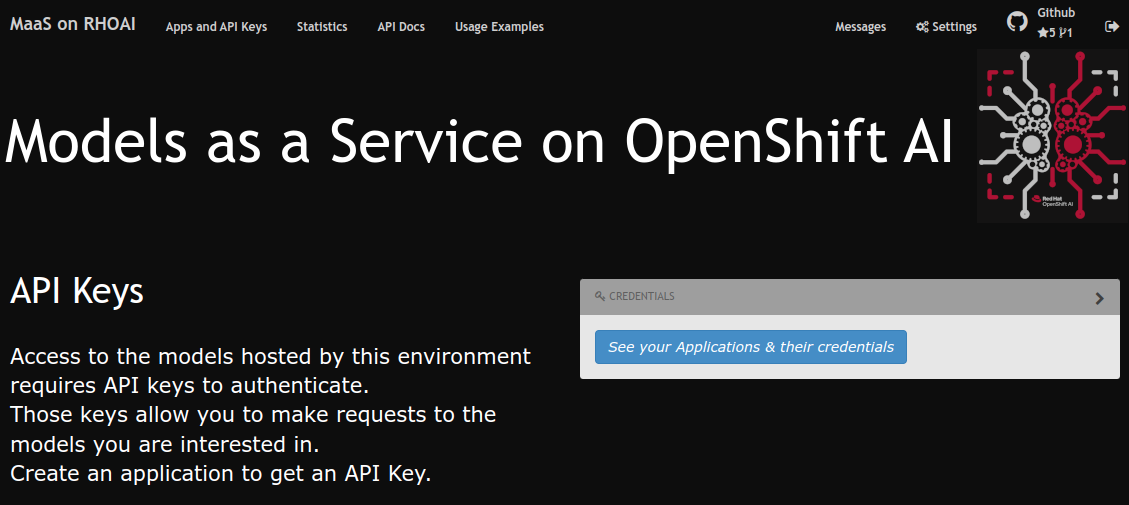 MaaS on RHOAI Apps and API Keys Statistics API Docs Usage Examples Messages Settings Github
5 1
Models as a Service on OpenShift AI
Red Hat
OpenShift AI
API Keys
CREDENTIALS
See your Applications & their credentials
Access to the models hosted by this environment
requires API keys to authenticate.
Those keys allow you to make requests to the
models you are interested in.
Create an application to get an API Key.